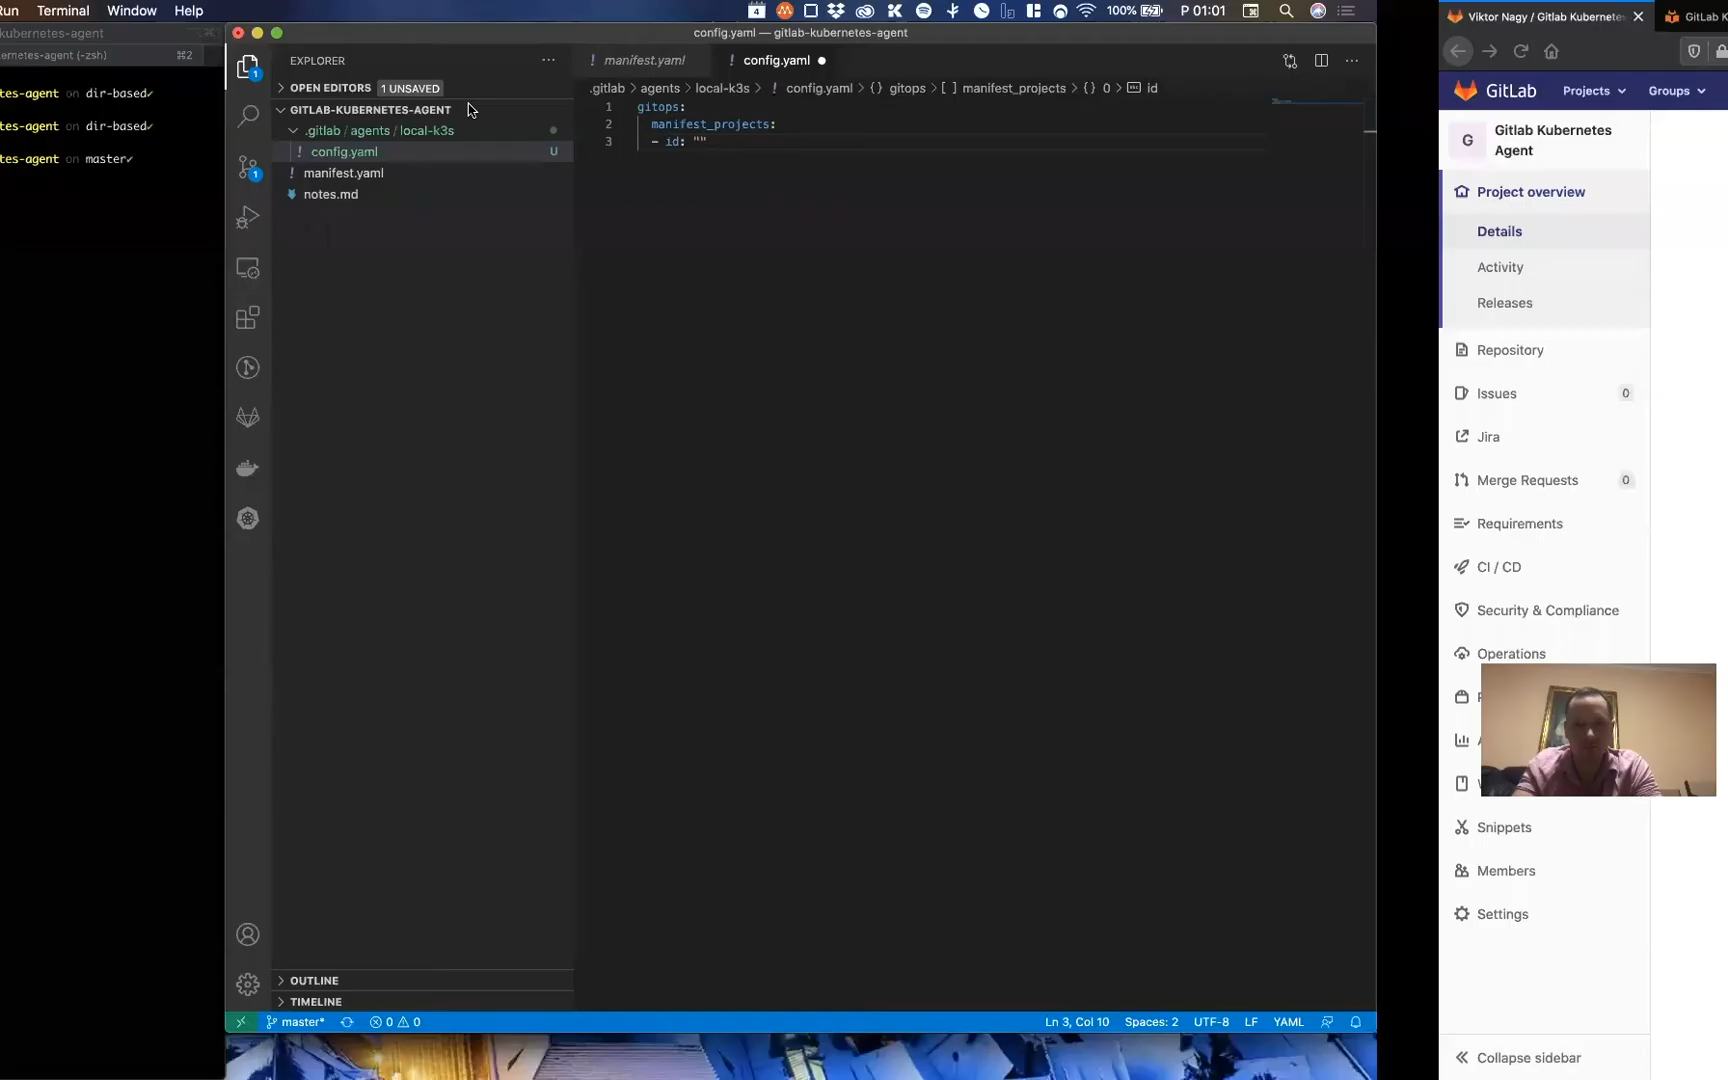 Run Terminal Window Help
100%
P 01:01
kubernetes-agent
ernetes-agent (-zsh) ⌘2
tes-agent on dir-based✓
tes-agent on dir-based✓
tes-agent on master✓
config.yaml — gitlab-kubernetes-agent
EXPLORER
OPEN EDITORS 1 UNSAVED
GITLAB-KUBERNETES-AGENT
.gitlab / agents / local-k3s
! config.yaml U
! manifest.yaml
notes.md
OUTLINE
TIMELINE
! manifest.yaml
! config.yaml
.gitlab > agents > local-k3s > ! config.yaml > {} gitops > [ ] manifest_projects > {} 0 > id
1 gitops:
2 manifest_projects:
3 - id: ""
master*
0 0
Ln 3, Col 10 Spaces: 2 UTF-8 LF YAML
Viktor Nagy / Gitlab Kubernete
GitLab K
GitLab Projects Groups
G Gitlab Kubernetes
Agent
Project overview
Details
Activity
Releases
Repository
Issues 0
Jira
Merge Requests 0
Requirements
CI / CD
Security & Compliance
Operations
Snippets
Members
Settings
Collapse sidebar